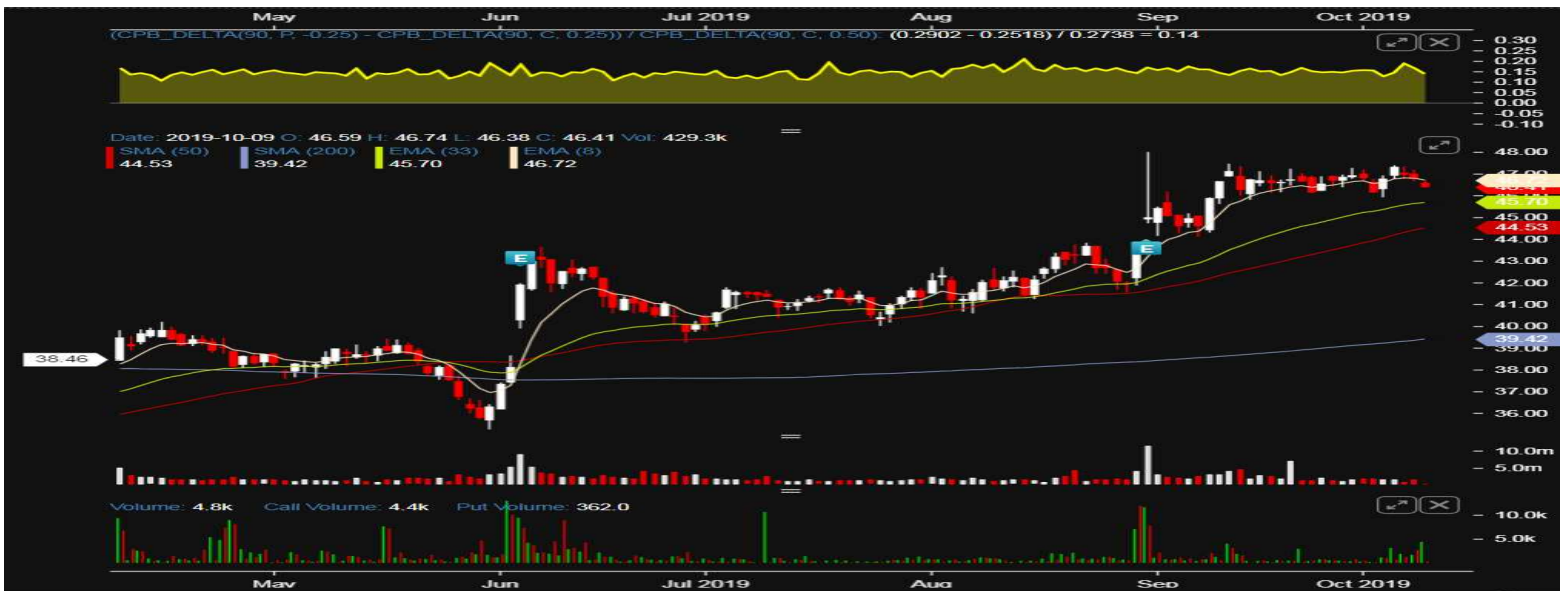 May Jun Jul 2019 Aug Sep Oct 2019
(CPB_DELTA(90, P, -0.25) - CPB_DELTA(90, C, 0.25)) / CPB_DELTA(90, C, 0.50): (0.2902 - 0.2518) / 0.2738 = 0.14
0.30
0.25
0.20
0.15
0.10
0.05
0.00
-0.05
-0.10
Date: 2019-10-09 O: 46.59 H: 46.74 L: 46.38 C: 46.41 Vol: 429.3k
SMA (50) SMA (200) EMA (33) EMA (8)
44.53 39.42 45.70 46.72
48.00
47.00
45.70
45.00
44.53
44.00
43.00
42.00
41.00
40.00
39.42
39.00
38.46
38.00
37.00
36.00
E
E
10.0m
5.0m
Volume: 4.8k Call Volume: 4.4k Put Volume: 362.0
10.0k
5.0k
May Jun Jul 2019 Aug Sep Oct 2019